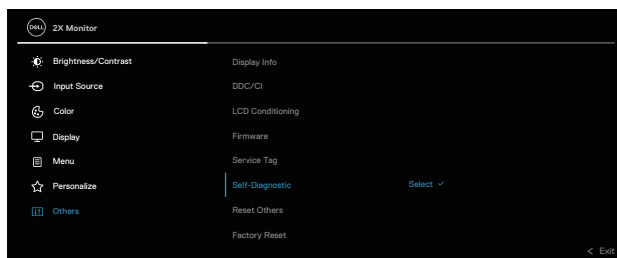 DELL 2X Monitor
Brightness/Contrast
Input Source
Color
Display
Menu
Personalize
Others
Display Info
DDC/CI
LCD Conditioning
Firmware
Service Tag
Self-Diagnostic Select ✓
Reset Others
Factory Reset
< Exit